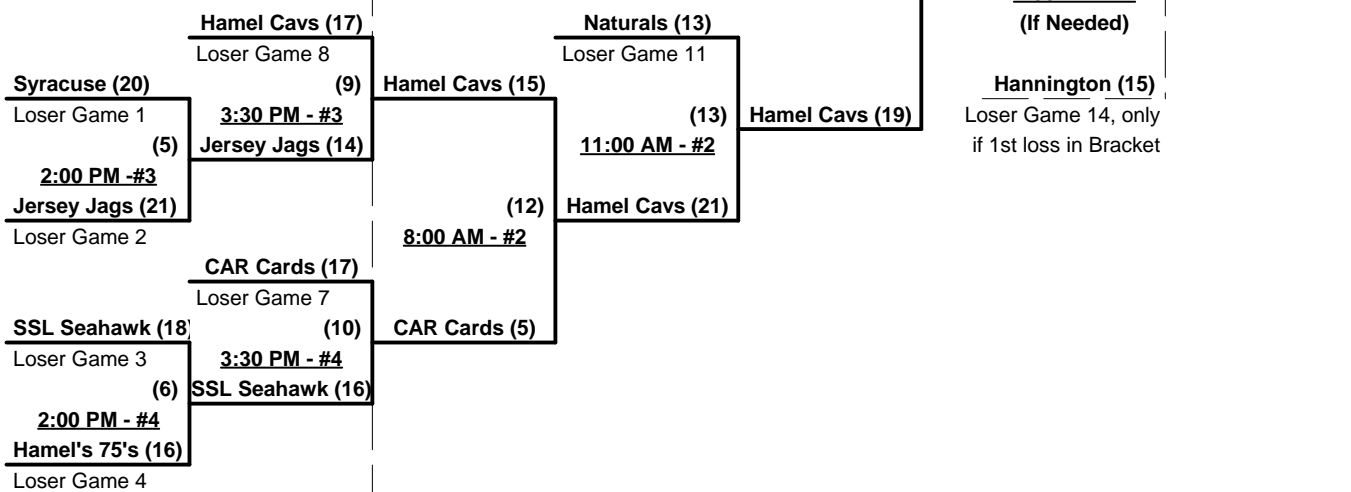 Hamel Cavs (17)
Naturals (13)
(If Needed)
Loser Game 8
Loser Game 11
Syracuse (20)
(9)
Hamel Cavs (15)
Hannington (15)
Loser Game 1
3:30 PM - #3
(13)
Hamel Cavs (19)
Loser Game 14, only
(5)
Jersey Jags (14)
11:00 AM - #2
if 1st loss in Bracket
2:00 PM -#3
Jersey Jags (21)
(12)
Hamel Cavs (21)
Loser Game 2
8:00 AM - #2
CAR Cards (17)
Loser Game 7
SSL Seahawk (18)
(10)
CAR Cards (5)
Loser Game 3
3:30 PM - #4
(6)
SSL Seahawk (16)
2:00 PM - #4
Hamel's 75's (16)
Loser Game 4